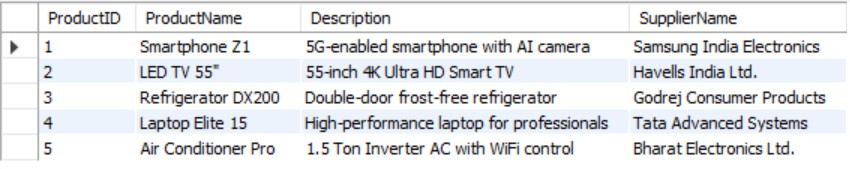 ProductID ProductName Description SupplierName
1 Smartphone Z1 5G-enabled smartphone with AI camera Samsung India Electronics
2 LED TV 55" 55-inch 4K Ultra HD Smart TV Havells India Ltd.
3 Refrigerator DX200 Double-door frost-free refrigerator Godrej Consumer Products
4 Laptop Elite 15 High-performance laptop for professionals Tata Advanced Systems
5 Air Conditioner Pro 1.5 Ton Inverter AC with WiFi control Bharat Electronics Ltd.